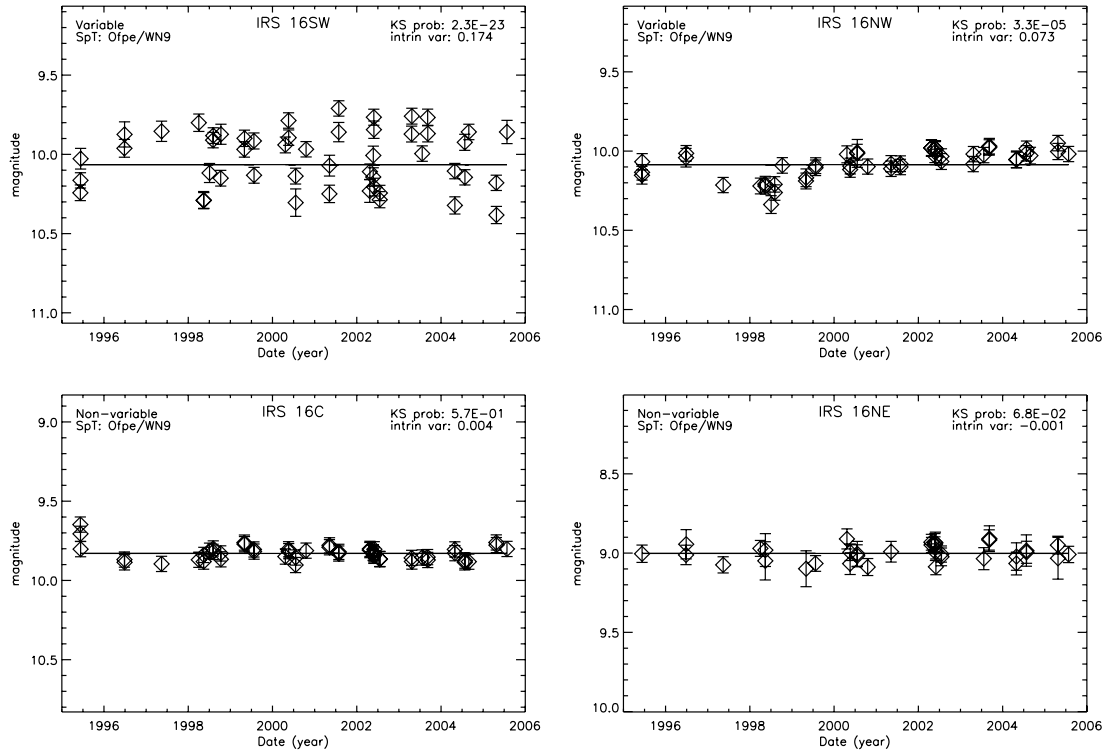 Variable
SpT: Ofpe/WN9
IRS 16SW
KS prob: 2.3E-23
intrin var: 0.174
magnitude
9.5
10.0
10.5
11.0
1996 1998 2000 2002 2004 2006
Date (year)
Variable
SpT: Ofpe/WN9
IRS 16NW
KS prob: 3.3E-05
intrin var: 0.073
magnitude
9.5
10.0
10.5
11.0
1996 1998 2000 2002 2004 2006
Date (year)
Non-variable
SpT: Ofpe/WN9
IRS 16C
KS prob: 5.7E-01
intrin var: 0.004
magnitude
9.0
9.5
10.0
10.5
1996 1998 2000 2002 2004 2006
Date (year)
Non-variable
SpT: Ofpe/WN9
IRS 16NE
KS prob: 6.8E-02
intrin var: -0.001
magnitude
8.5
9.0
9.5
10.0
1996 1998 2000 2002 2004 2006
Date (year)